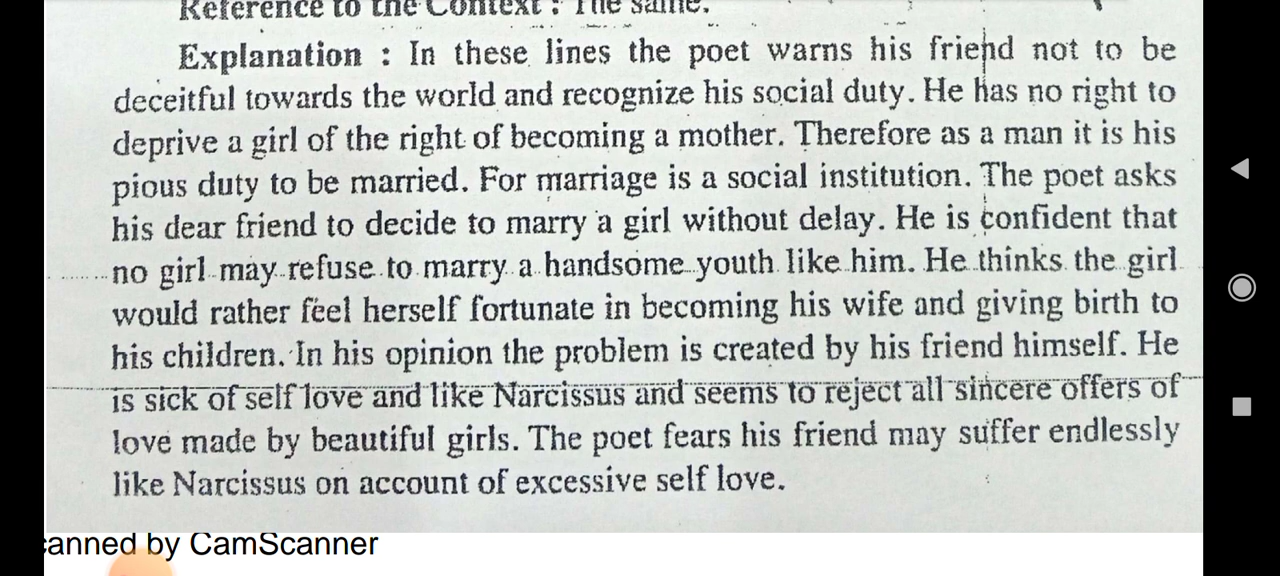 Reference to the Context : The same.
Explanation : In these lines the poet warns his friend not to be
deceitful towards the world and recognize his social duty. He has no right to
deprive a girl of the right of becoming a mother. Therefore as a man it is his
pious duty to be married. For marriage is a social institution. The poet asks
his dear friend to decide to marry a girl without delay. He is confident that
no girl may refuse to marry a handsome youth like him. He thinks the girl
would rather feel herself fortunate in becoming his wife and giving birth to
his children. In his opinion the problem is created by his friend himself. He
is sick of self love and like Narcissus and seems to reject all sincere offers of
love made by beautiful girls. The poet fears his friend may suffer endlessly
like Narcissus on account of excessive self love.
canned by CamScanner